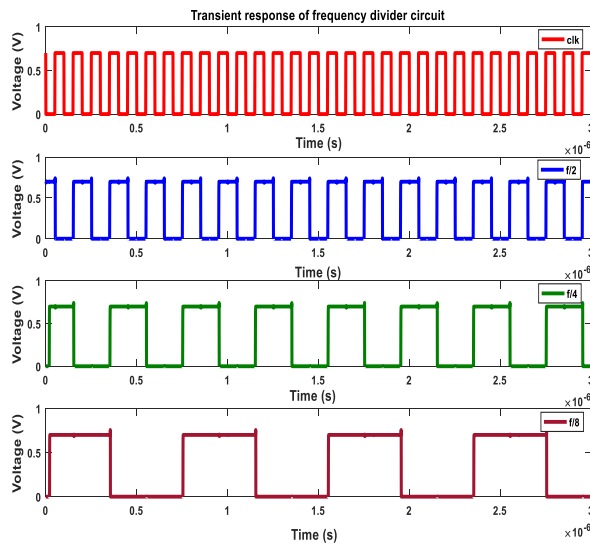 Transient response of frequency divider circuit
Voltage (V)
1
0.5
0
clk
0 0.5 1 1.5 2 2.5 3
Time (s)
×10-6
Voltage (V)
1
0.5
0
f/2
0 0.5 1 1.5 2 2.5 3
Time (s)
×10-6
Voltage (V)
1
0.5
0
f/4
0 0.5 1 1.5 2 2.5 3
Time (s)
×10-6
Voltage (V)
1
0.5
0
f/8
0 0.5 1 1.5 2 2.5 3
Time (s)
×10-6